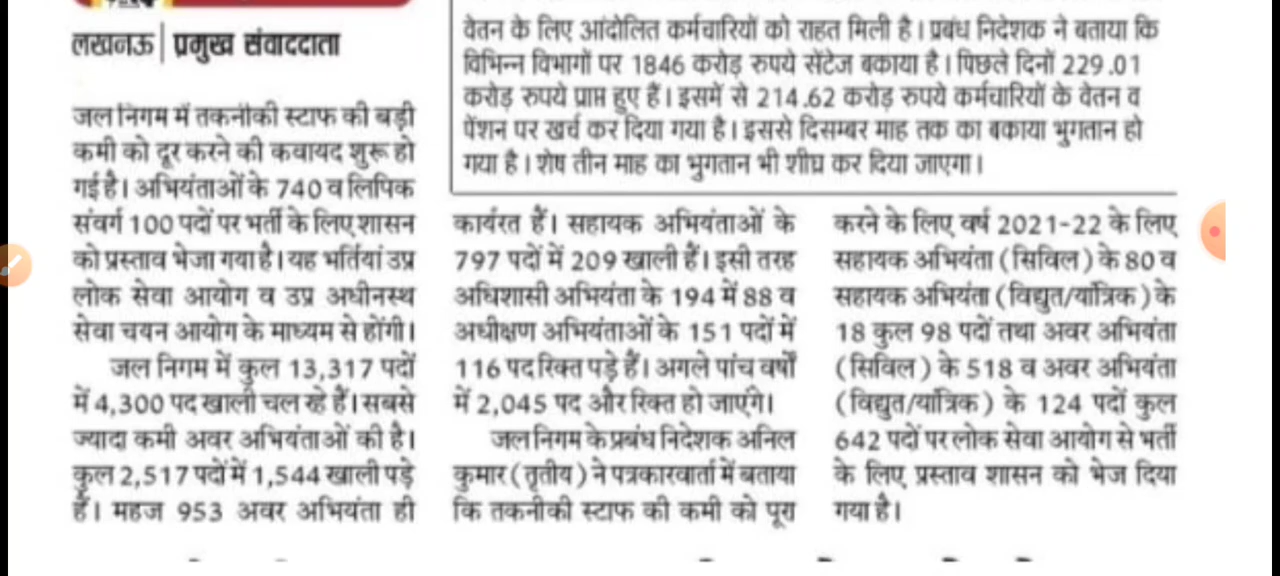 लखनऊ | प्रमुख संवाददाता
जल निगम में तकनीकी स्टाफ की बड़ी
कमी को दूर करने की कवायद शुरू हो
गई है। अभियंताओं के 740 व लिपिक
संवर्ग 100 पदों पर भर्ती के लिए शासन
को प्रस्ताव भेजा गया है। यह भर्तियां उप्र
लोक सेवा आयोग व उप्र अधीनस्थ
सेवा चयन आयोग के माध्यम से होंगी।
जल निगम में कुल 13,317 पदों
में 4,300 पद खाली चल रहे हैं। सबसे
ज्यादा कमी अवर अभियंताओं की है।
कुल 2,517 पदों में 1,544 खाली पड़े
हैं। महज 953 अवर अभियंता ही
वेतन के लिए आंदोलित कर्मचारियों को राहत मिली है। प्रबंध निदेशक ने बताया कि
विभिन्न विभागों पर 1846 करोड़ रुपये सेंटेज बकाया है। पिछले दिनों 229.01
करोड़ रुपये प्राप्त हुए हैं। इसमें से 214.62 करोड़ रुपये कर्मचारियों के वेतन व
पेंशन पर खर्च कर दिया गया है। इससे दिसम्बर माह तक का बकाया भुगतान हो
गया है। शेष तीन माह का भुगतान भी शीघ्र कर दिया जाएगा।
कार्यरत हैं। सहायक अभियंताओं के
797 पदों में 209 खाली हैं। इसी तरह
अधिशासी अभियंता के 194 में 88 व
अधीक्षण अभियंताओं के 151 पदों में
116 पद रिक्त पड़े हैं। अगले पांच वर्षों
में 2,045 पद और रिक्त हो जाएंगे।
जल निगम के प्रबंध निदेशक अनिल
कुमार (तृतीय) ने पत्रकारवार्ता में बताया
कि तकनीकी स्टाफ की कमी को पूरा
करने के लिए वर्ष 2021-22 के लिए
सहायक अभियंता (सिविल) के 80 व
सहायक अभियंता (विद्युत/यांत्रिक) के
18 कुल 98 पदों तथा अवर अभियंता
(सिविल) के 518 व अवर अभियंता
(विद्युत/यांत्रिक) के 124 पदों कुल
642 पदों पर लोक सेवा आयोग से भर्ती
के लिए प्रस्ताव शासन को भेज दिया
गया है।